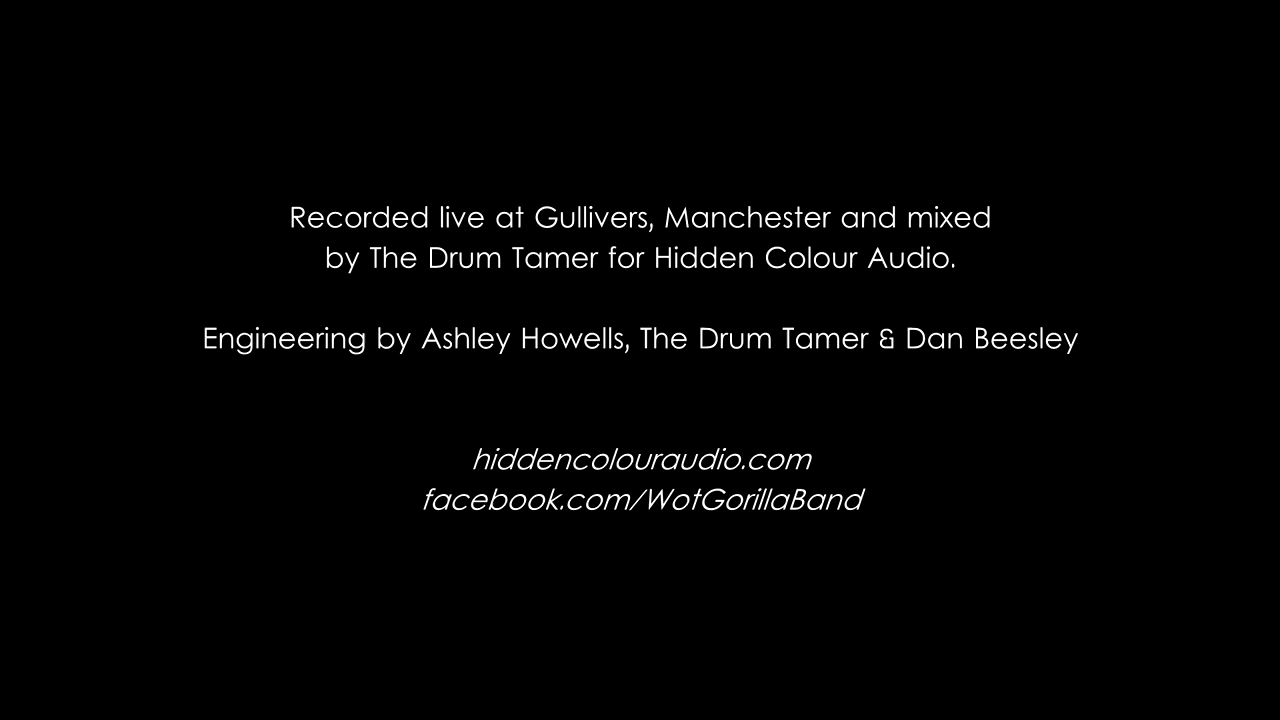 Recorded live at Gullivers, Manchester and mixed
by The Drum Tamer for Hidden Colour Audio.
Engineering by Ashley Howells, The Drum Tamer & Dan Beesley
hiddencolouraudio.com
facebook.com/WotGorillaBand